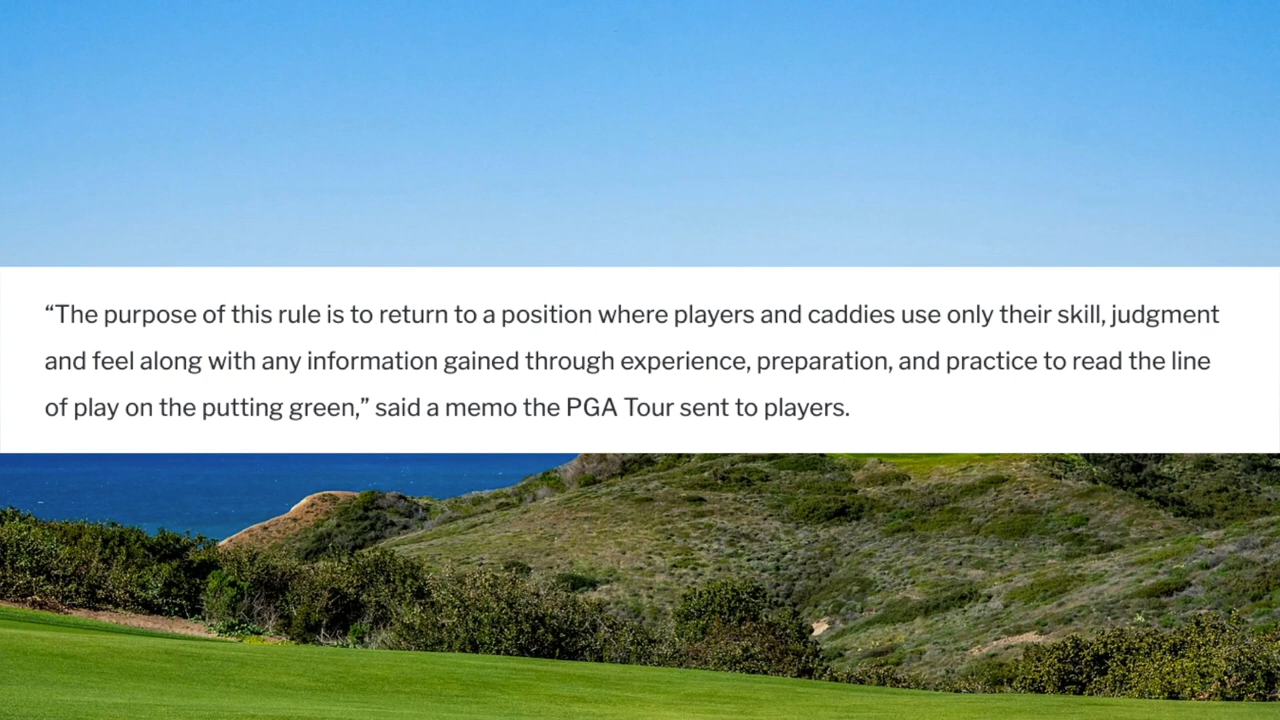 “The purpose of this rule is to return to a position where players and caddies use only their skill, judgment
and feel along with any information gained through experience, preparation, and practice to read the line
of play on the putting green,” said a memo the PGA Tour sent to players.